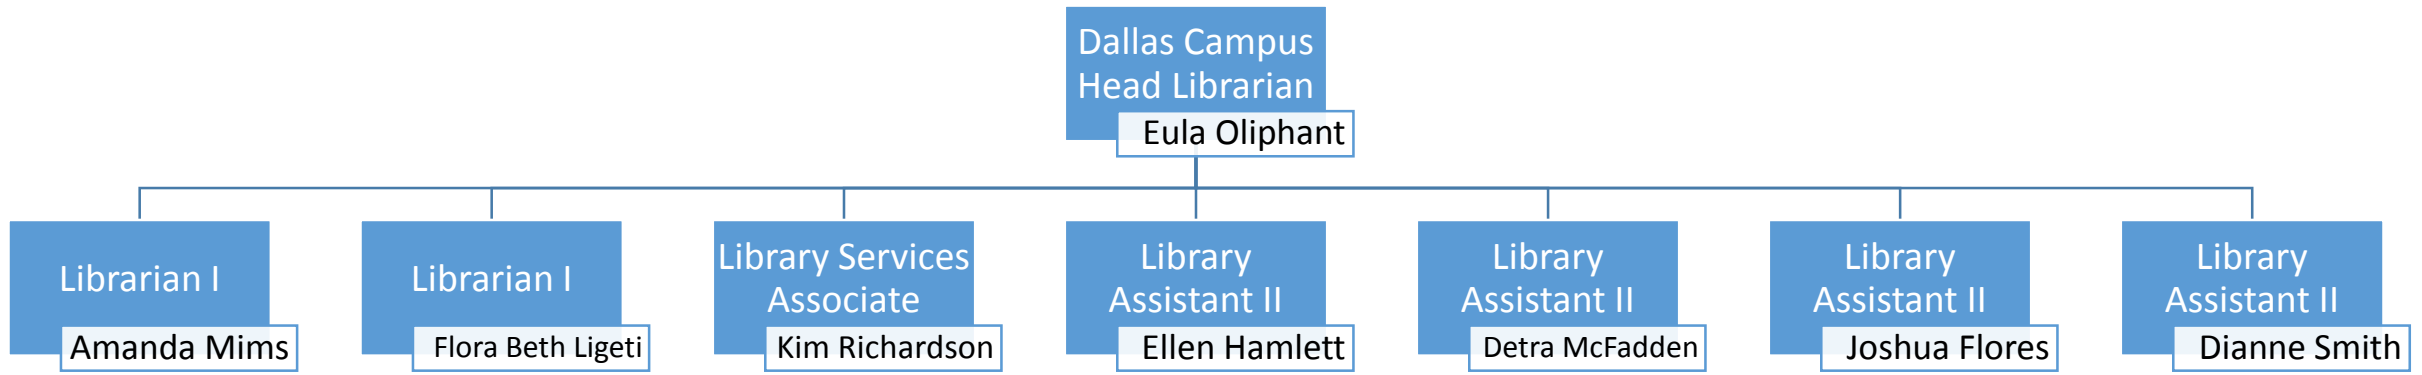 Dallas Campus
Head Librarian
Eula Oliphant
Librarian I
Amanda Mims
Librarian I
Flora Beth Ligeti
Library Services
Associate
Kim Richardson
Library
Assistant II
Ellen Hamlett
Library
Assistant II
Detra McFadden
Library
Assistant II
Joshua Flores
Library
Assistant II
Dianne Smith